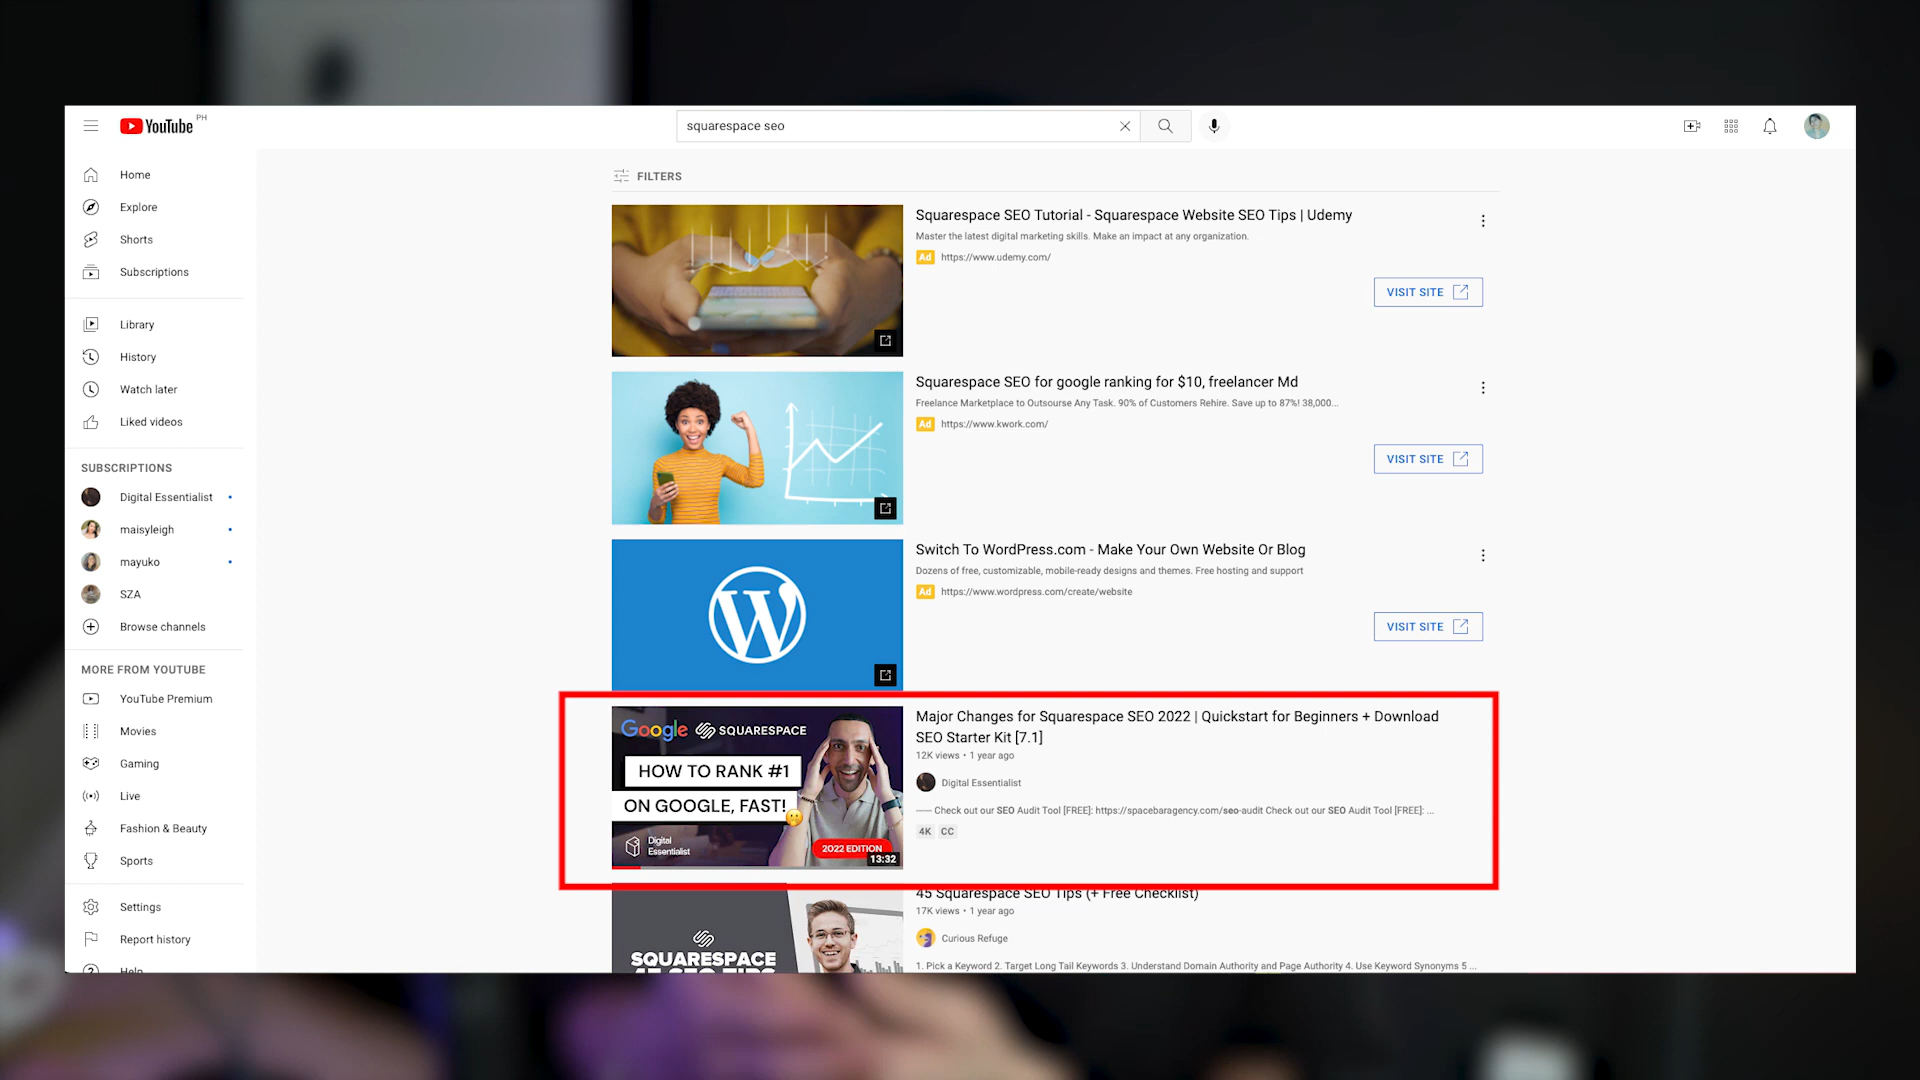 YouTube PH
squarespace seo
Home
Explore
Shorts
Subscriptions
Library
History
Watch later
Liked videos
SUBSCRIPTIONS
Digital Essentialist
maisyleigh
mayuko
SZA
Browse channels
MORE FROM YOUTUBE
YouTube Premium
Movies
Gaming
Live
Fashion & Beauty
Sports
Settings
Report history
Help
FILTERS
Squarespace SEO Tutorial - Squarespace Website SEO Tips | Udemy
Master the latest digital marketing skills. Make an impact at any organization.
Ad https://www.udemy.com/
VISIT SITE
Squarespace SEO for google ranking for $10, freelancer Md
Freelance Marketplace to Outsourse Any Task. 90% of Customers Rehire. Save up to 87%! 38,000...
Ad https://www.kwork.com/
VISIT SITE
Switch To WordPress.com - Make Your Own Website Or Blog
Dozens of free, customizable, mobile-ready designs and themes. Free hosting and support
Ad https://www.wordpress.com/create/website
VISIT SITE
Google SQUARESPACE
HOW TO RANK #1
ON GOOGLE, FAST!
Digital
Essentialist
2022 EDITION
13:32
Major Changes for Squarespace SEO 2022 | Quickstart for Beginners + Download
SEO Starter Kit [7.1]
12K views • 1 year ago
Digital Essentialist
—— Check out our SEO Audit Tool [FREE]: https://spacebaragency.com/seo-audit Check out our SEO Audit Tool [FREE]: ...
4K CC
SQUARESPACE
45 SEO TIPS
45 Squarespace SEO Tips (+ Free Checklist)
17K views • 1 year ago
Curious Refuge
1. Pick a Keyword 2. Target Long Tail Keywords 3. Understand Domain Authority and Page Authority 4. Use Keyword Synonyms 5 ...